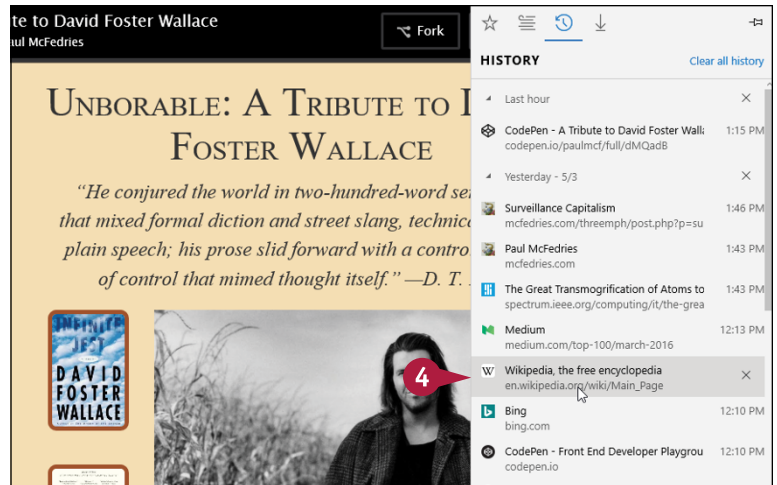 te to David Foster Wallace
aul McFedries
Fork
UNBORABLE: A TRIBUTE TO D
FOSTER WALLACE
“He conjured the world in two-hundred-word se
that mixed formal diction and street slang, technic
plain speech; his prose slid forward with a contro
of control that mimed thought itself.” —D. T.
INFINITE
JEST
DAVID
FOSTER
WALLACE
HISTORY
Clear all history
Last hour
CodePen - A Tribute to David Foster Walla
1:15 PM
codepen.io/paulmcf/full/dMQadB
Yesterday - 5/3
Surveillance Capitalism
1:46 PM
mcfedries.com/threemph/post.php?p=su
Paul McFedries
1:43 PM
mcfedries.com
The Great Transmogrification of Atoms to
1:43 PM
spectrum.ieee.org/computing/it/the-grea
Medium
12:13 PM
medium.com/top-100/march-2016
4
W
Wikipedia, the free encyclopedia
en.wikipedia.org/wiki/Main_Page
Bing
12:10 PM
bing.com
CodePen - Front End Developer Playgrou
12:10 PM
codepen.io